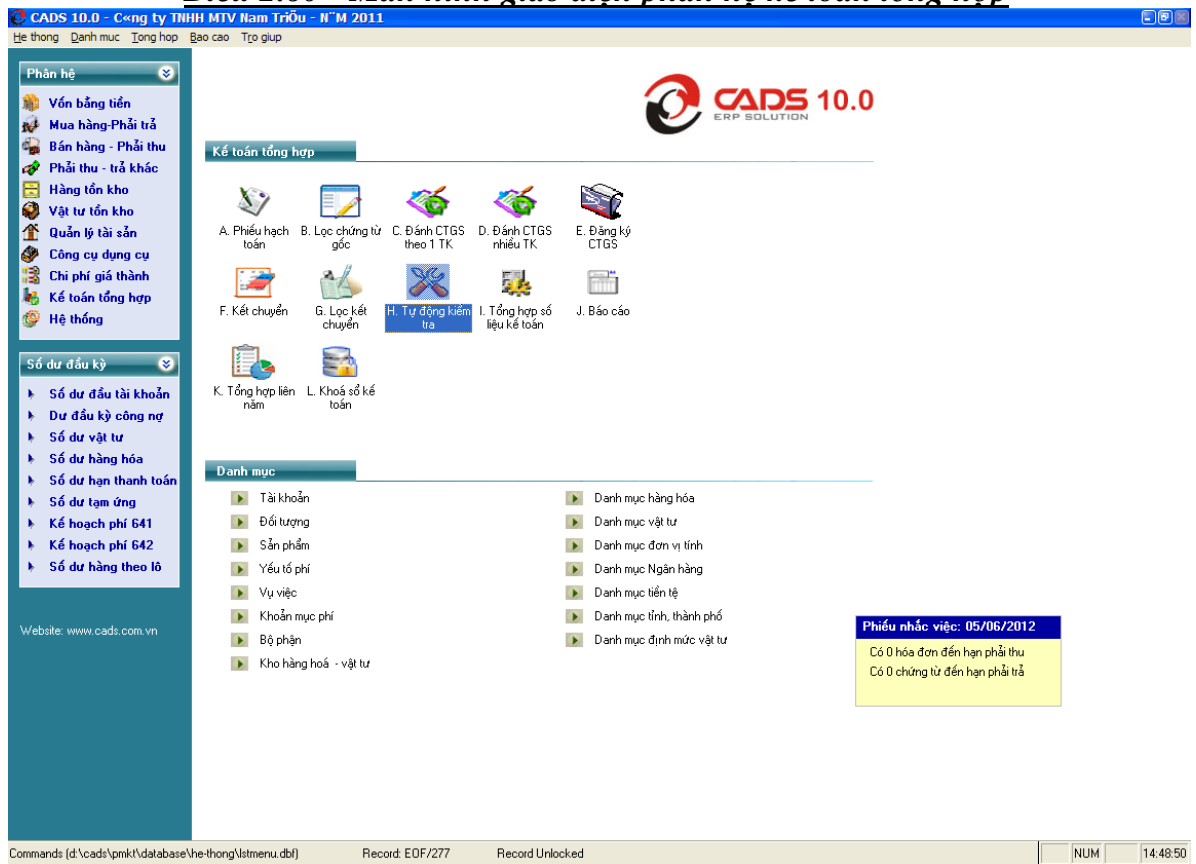 CADS 10.0 - C«ng ty TNHH MTV Nam TriÖu - N¨M 2011
He thong Danh muc Tong hop Bao cao Tro giup
Phân hệ
Vốn bằng tiền
Mua hàng-Phải trả
Bán hàng - Phải thu
Phải thu - trả khác
Hàng tồn kho
Vật tư tồn kho
Quản lý tài sản
Công cụ dụng cụ
Chi phí giá thành
Kế toán tổng hợp
Hệ thống
Số dư đầu kỳ
Số dư đầu tài khoản
Dư đầu kỳ công nợ
Số dư vật tư
Số dư hàng hóa
Số dư hạn thanh toán
Số dư tạm ứng
Kế hoạch phí 641
Kế hoạch phí 642
Số dư hàng theo lô
Website: www.cads.com.vn
CADS 10.0
ERP SOLUTION
Kế toán tổng hợp
A. Phiếu hạch toán
B. Lọc chứng từ gốc
C. Đánh CTGS theo 1 TK
D. Đánh CTGS nhiều TK
E. Đăng ký CTGS
F. Kết chuyển
G. Lọc kết chuyển
H. Tự động kiểm tra
I. Tổng hợp số liệu kế toán
J. Báo cáo
K. Tổng hợp liên năm
L. Khoá sổ kế toán
Danh mục
Tài khoản
Đối tượng
Sản phẩm
Yếu tố phí
Vụ việc
Khoản mục phí
Bộ phận
Kho hàng hoá - vật tư
Danh mục hàng hóa
Danh mục vật tư
Danh mục đơn vị tính
Danh mục Ngân hàng
Danh mục tiền tệ
Danh mục tỉnh, thành phố
Danh mục định mức vật tư
Phiếu nhắc việc: 05/06/2012
Có 0 hóa đơn đến hạn phải thu
Có 0 chứng từ đến hạn phải trả
Commands (d:\cads\pmkt\database\he-thong\lstmenu.dbf) Record: EOF/277 Record Unlocked NUM 14:48:50